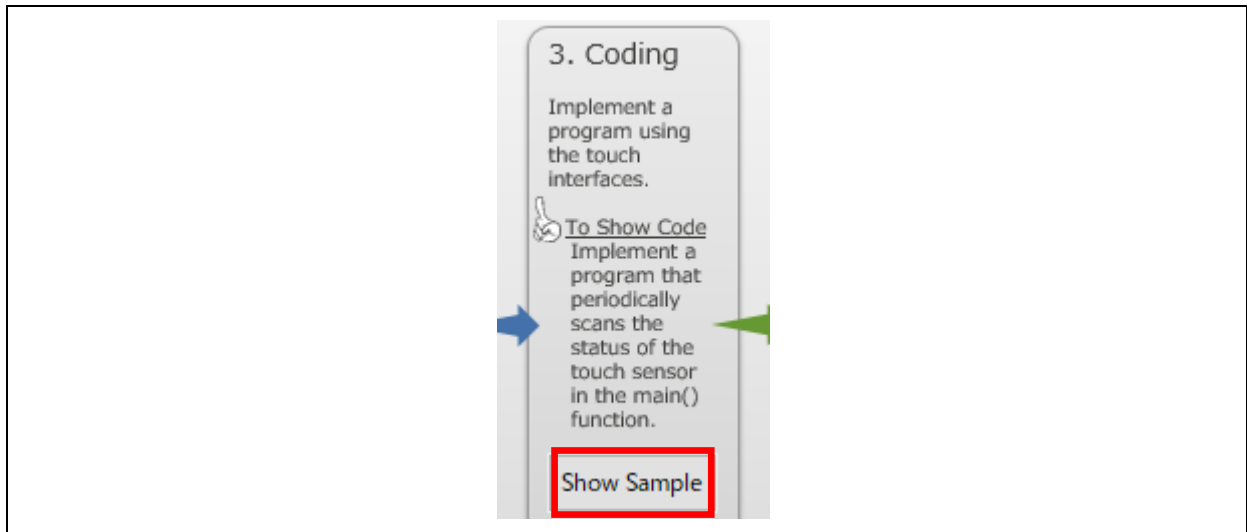 3. Coding
Implement a
program using
the touch
interfaces.
To Show Code
Implement a
program that
periodically
scans the
status of the
touch sensor
in the main()
function.
Show Sample